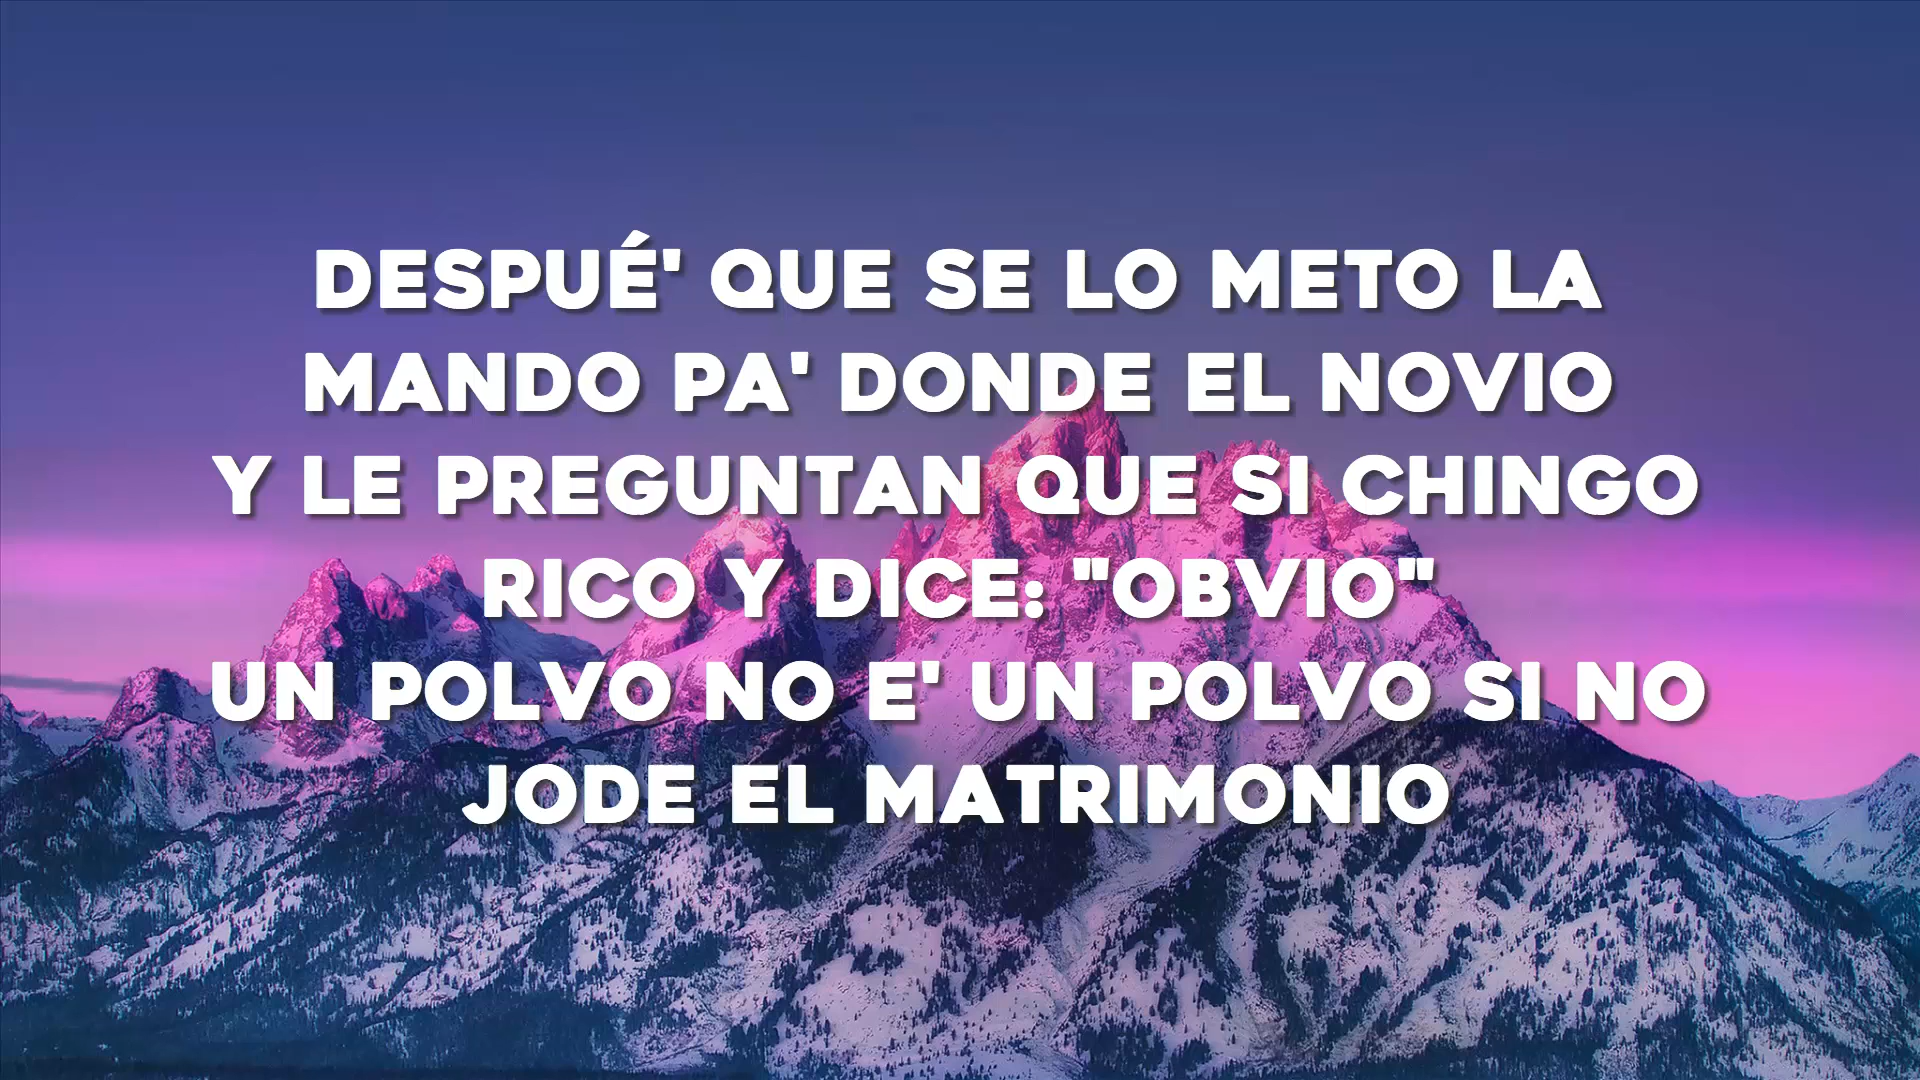 DESPUÉ' QUE SE LO METO LA
MANDO PA' DONDE EL NOVIO
Y LE PREGUNTAN QUE SI CHINGO
RICO Y DICE: "OBVIO"
UN POLVO NO E' UN POLVO SI NO
JODE EL MATRIMONIO